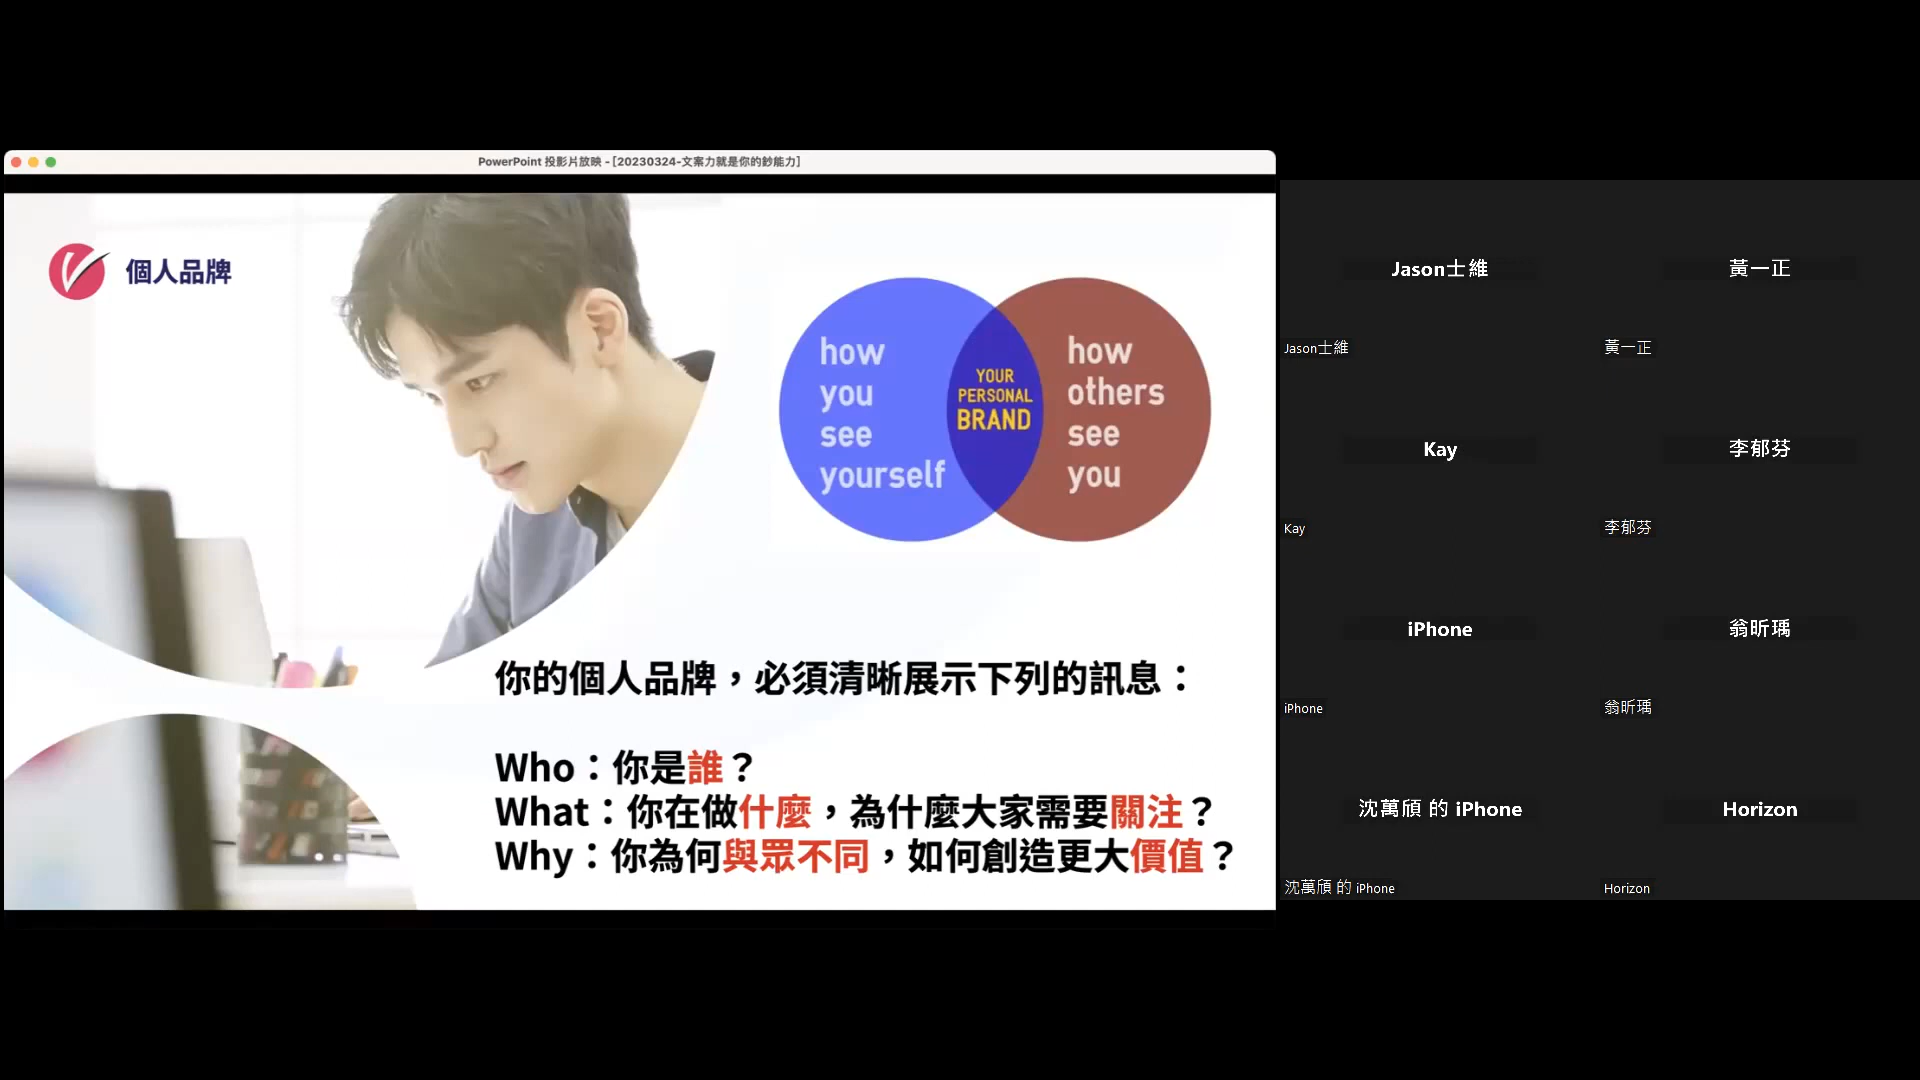 PowerPoint 投影片放映 - [20230324-文案力就是你的鈔能力]
個人品牌
how
you
see
yourself
YOUR
PERSONAL
BRAND
how
others
see
you
你的個人品牌，必須清晰展示下列的訊息：
Who：你是誰？
What：你在做什麼，為什麼大家需要關注？
Why：你為何與眾不同，如何創造更大價值？
Jason士維
Jason士維
黃一正
黃一正
Kay
Kay
李郁芬
李郁芬
iPhone
iPhone
翁昕瑀
翁昕瑀
沈萬頎 的 iPhone
沈萬頎 的 iPhone
Horizon
Horizon